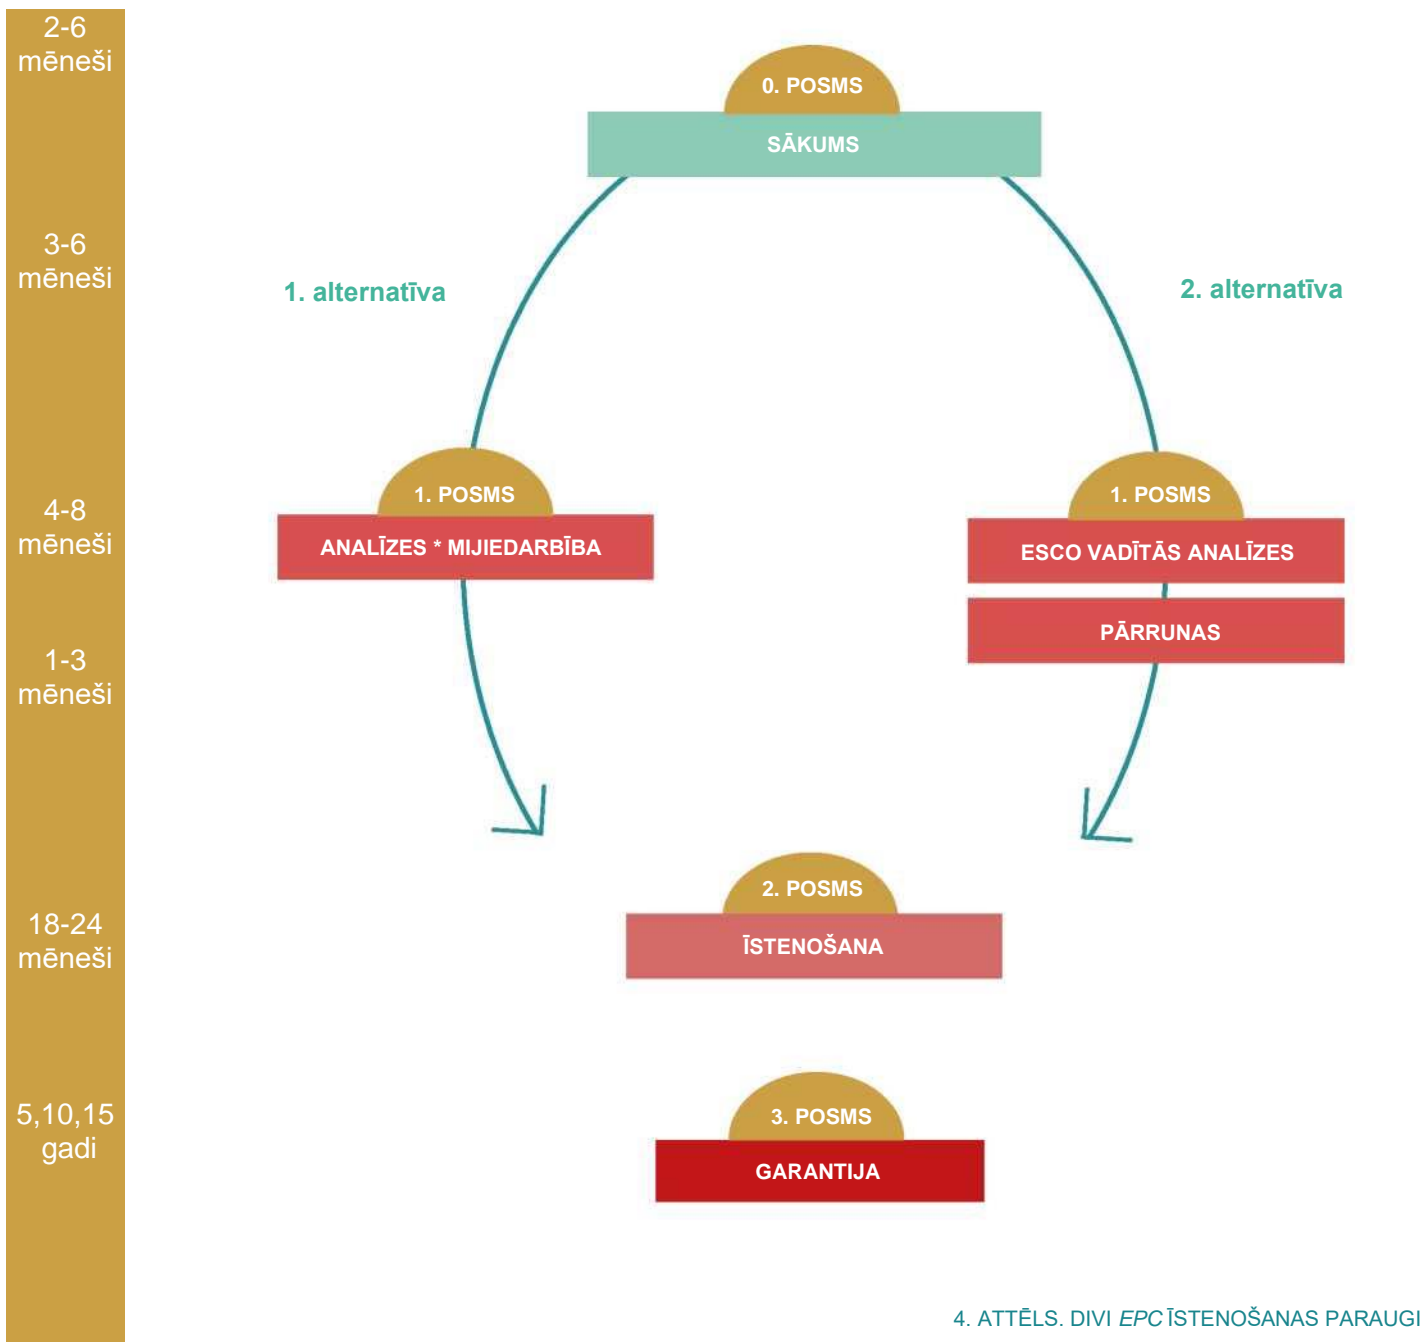 2-6
mēneši
0. POSMS
SĀKUMS
3-6
mēneši
1. alternatīva
2. alternatīva
4-8
mēneši
1. POSMS
ANALĪZES * MIJIEDARBĪBA
1. POSMS
ESCO VADĪTĀS ANALĪZES
PĀRRUNAS
1-3
mēneši
18-24
mēneši
2. POSMS
ĪSTENOŠANA
5,10,15
gadi
3. POSMS
GARANTIJA
4. ATTĒLS. DIVI EPC ĪSTENOŠANAS PARAUGI